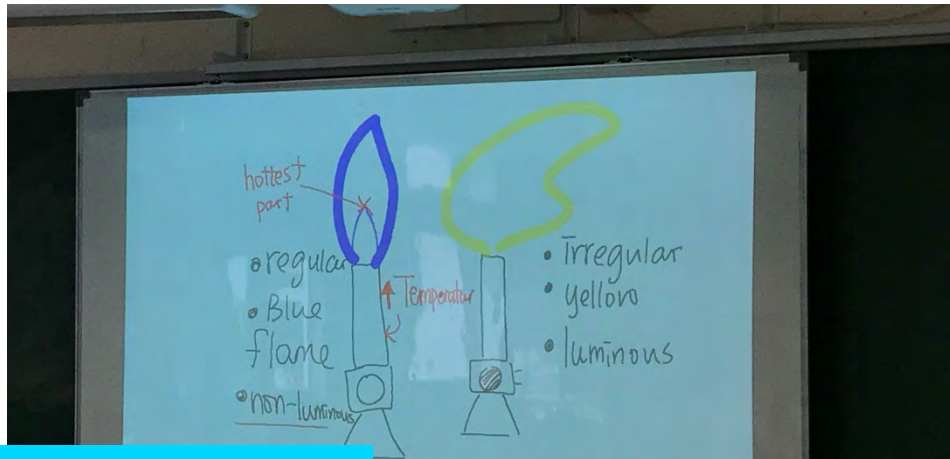 hottest
part
• regular
• Blue
flame
• non-luminous
Temperatur
• Irregular
• yellow
• luminous